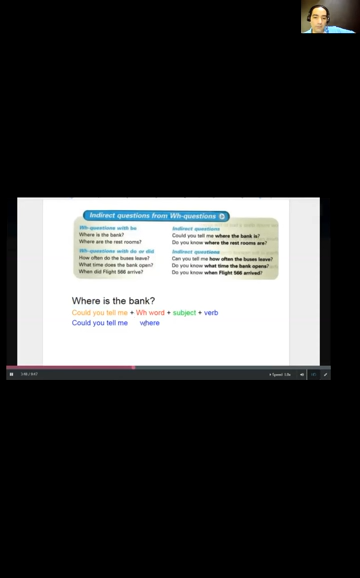 Indirect questions from Wh-questions
Wh-questions with be
Where is the bank?
Where are the rest rooms?
Wh-questions with do or did
How often do the buses leave?
What time does the bank open?
When did Flight 566 arrive?
Indirect questions
Could you tell me where the bank is?
Do you know where the rest rooms are?
Indirect questions
Can you tell me how often the buses leave?
Do you know what time the bank opens?
Do you know when Flight 566 arrived?
Where is the bank?
Could you tell me + Wh word + subject + verb
Could you tell me where
Speed